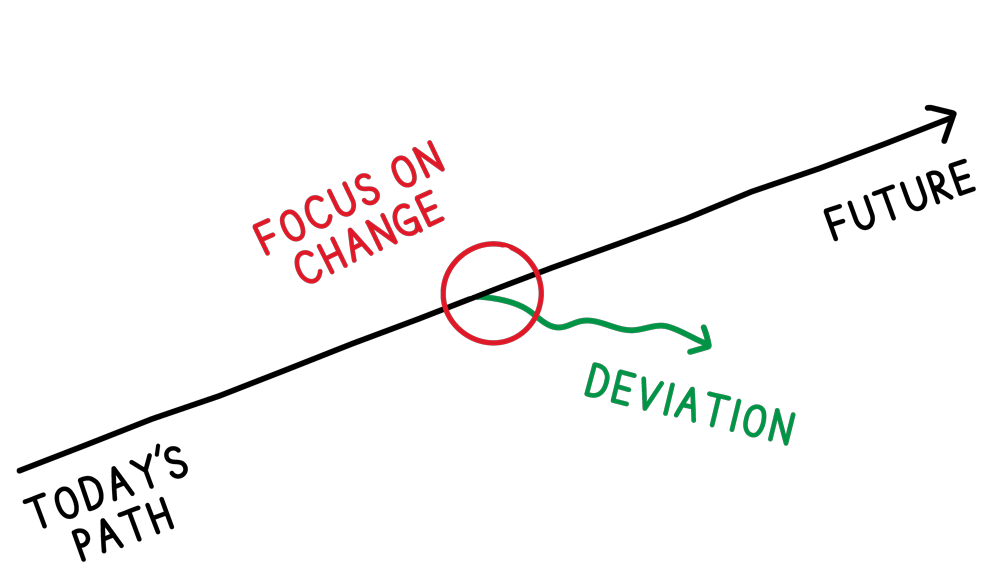 FOCUS ON
CHANGE
FUTURE
DEVIATION
TODAY'S
PATH